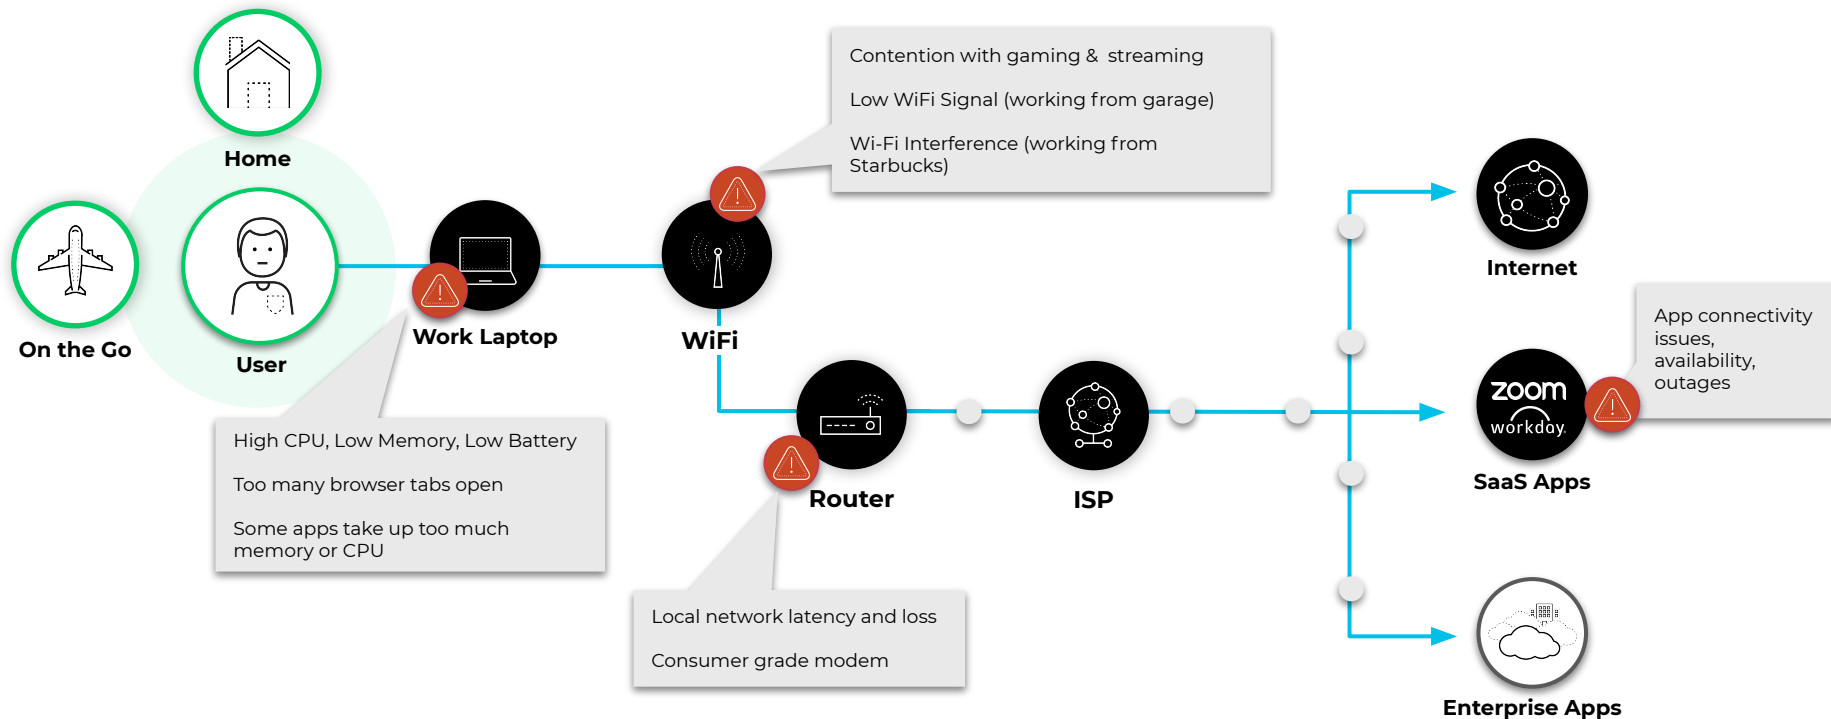 Contention with gaming & streaming
Low WiFi Signal (working from garage)
Wi-Fi Interference (working from
Starbucks)
Home
On the Go
User
Work Laptop
WiFi
High CPU, Low Memory, Low Battery
Too many browser tabs open
Some apps take up too much
memory or CPU
Router
Local network latency and loss
Consumer grade modem
ISP
Internet
App connectivity
issues,
availability,
outages
zoom
workday.
SaaS Apps
Enterprise Apps